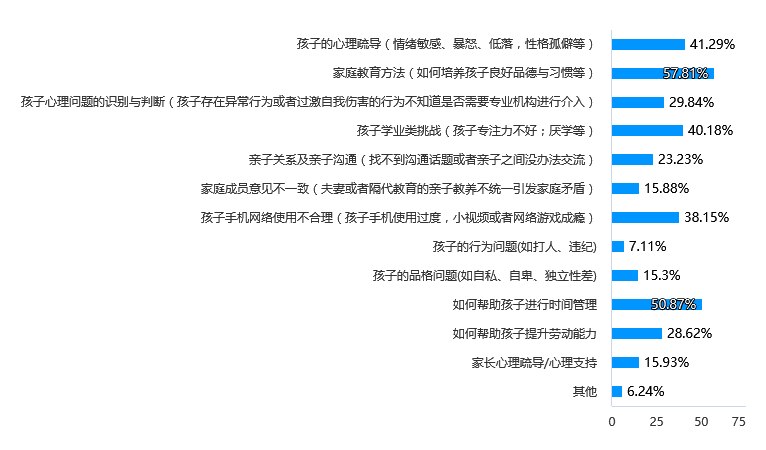 孩子的心理疏导（情绪敏感、暴怒、低落，性格孤僻等） 41.29%
家庭教育方法（如何培养孩子良好品德与习惯等） 57.81%
孩子心理问题的识别与判断（孩子存在异常行为或者过激自我伤害的行为不知道是否需要专业机构进行介入） 29.84%
孩子学业类挑战（孩子专注力不好；厌学等） 40.18%
亲子关系及亲子沟通（找不到沟通话题或者亲子之间没办法交流） 23.23%
家庭成员意见不一致（夫妻或者隔代教育的亲子教养不统一引发家庭矛盾） 15.88%
孩子手机网络使用不合理（孩子手机使用过度，小视频或者网络游戏成瘾） 38.15%
孩子的行为问题(如打人、违纪) 7.11%
孩子的品格问题(如自私、自卑、独立性差) 15.3%
如何帮助孩子进行时间管理 50.87%
如何帮助孩子提升劳动能力 28.62%
家长心理疏导/心理支持 15.93%
其他 6.24%
0 25 50 75